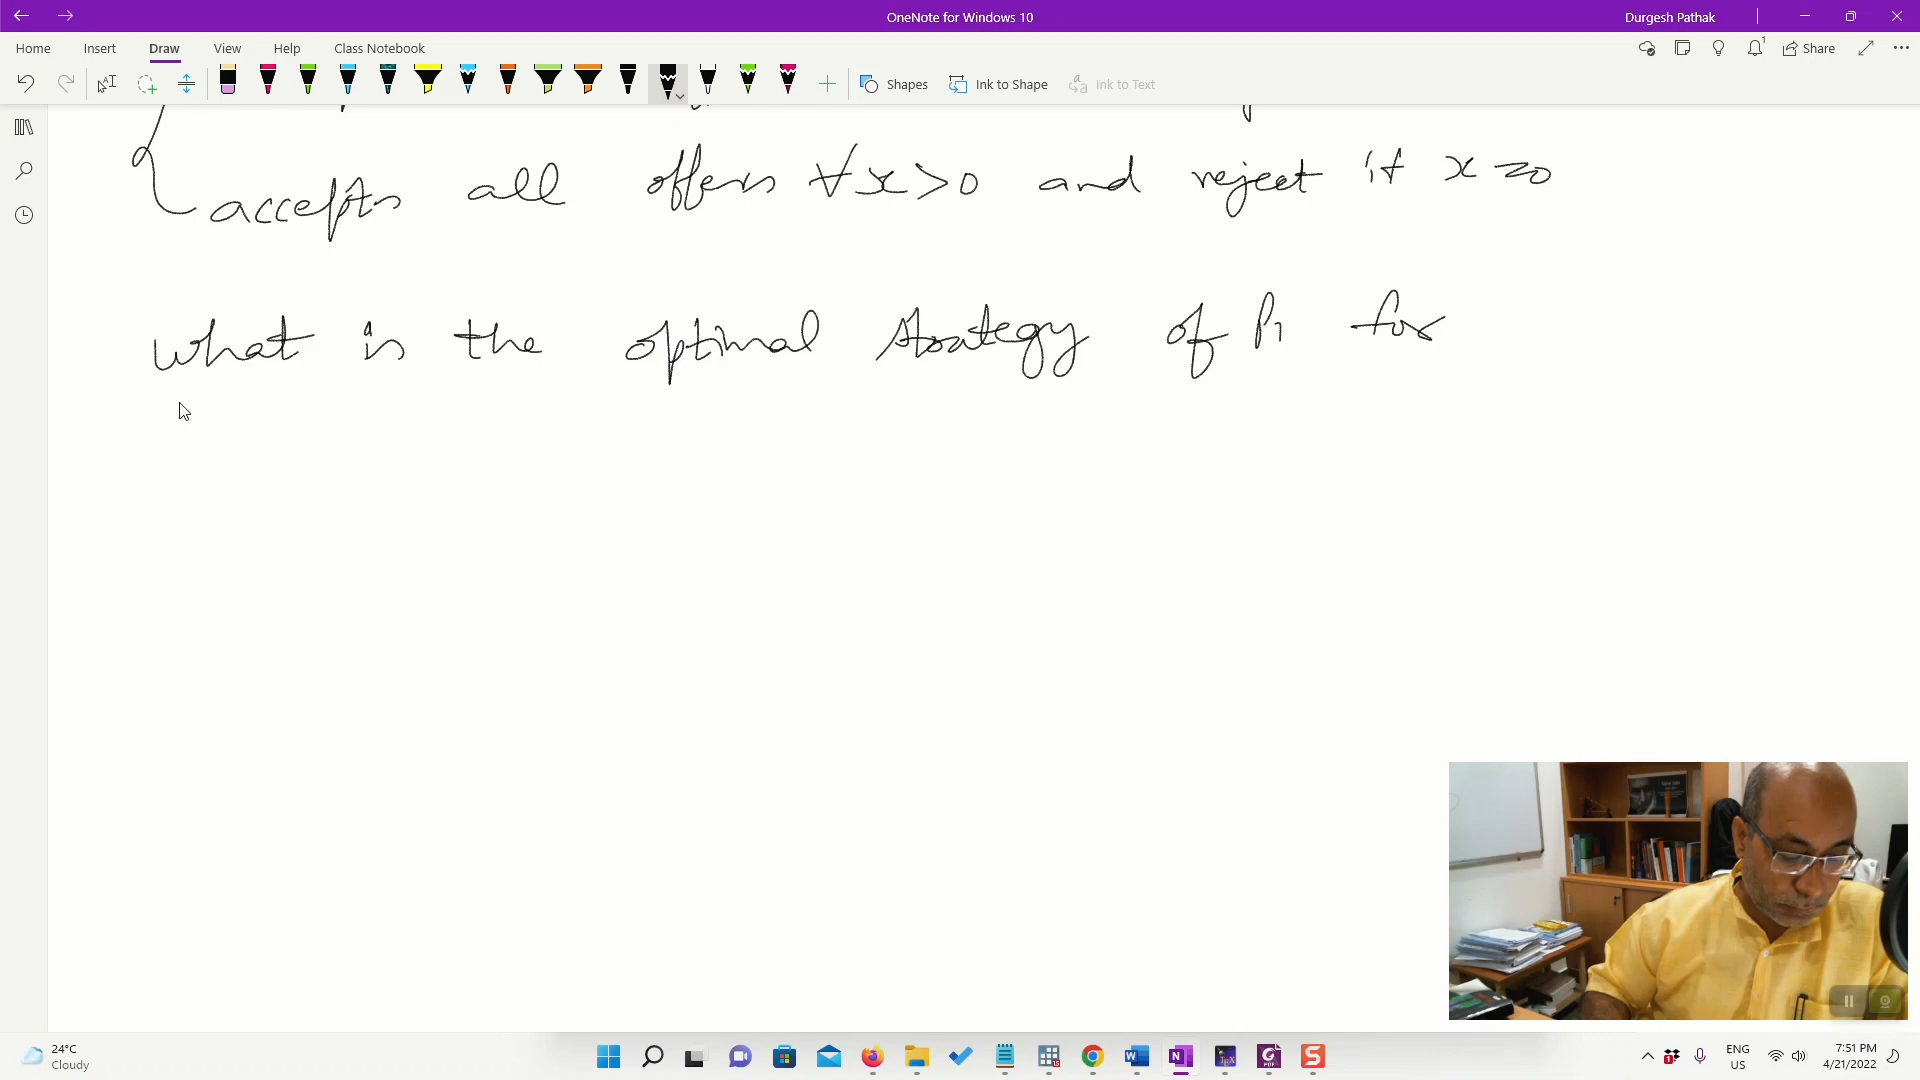 OneNote for Windows 10
Durgesh Pathak
Home Insert Draw View Help Class Notebook
Share
Shapes Ink to Shape Ink to Text
accepts all offers ∀x>0 and reject if x=0
what is the optimal strategy of P1 for
24°C
Cloudy
ENG
US
7:51 PM
4/21/2022